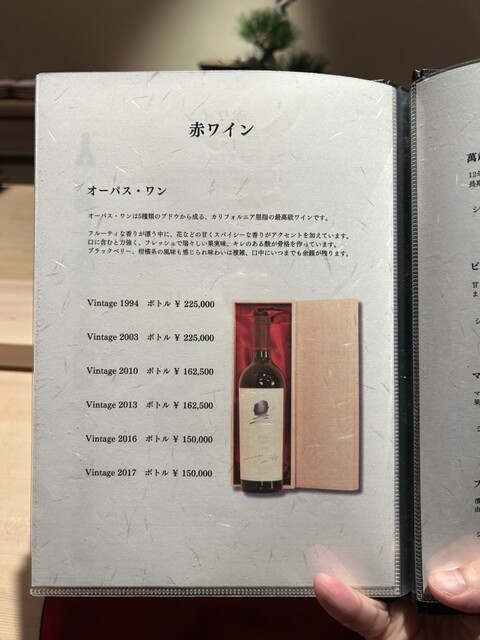 赤ワイン
オーパス・ワン
オーパス・ワンは5種類のブドウから成る、カリフォルニア屈指の最高級ワインです。
フルーティな香りが漂う中に、花などの甘くスパイシーな香りがアクセントを加えています。
口に含むと力強く、フレッシュで瑞々しい果実味、キレのある酸が骨格を作っています。
ブラックベリー、柑橘系の風味も感じられ味わいは複雑、口中にいつまでも余韻が残ります。
Vintage 1994 ボトル ¥ 225,000
Vintage 2003 ボトル ¥ 225,000
Vintage 2010 ボトル ¥ 162,500
Vintage 2013 ボトル ¥ 162,500
Vintage 2016 ボトル ¥ 150,000
Vintage 2017 ボトル ¥ 150,000